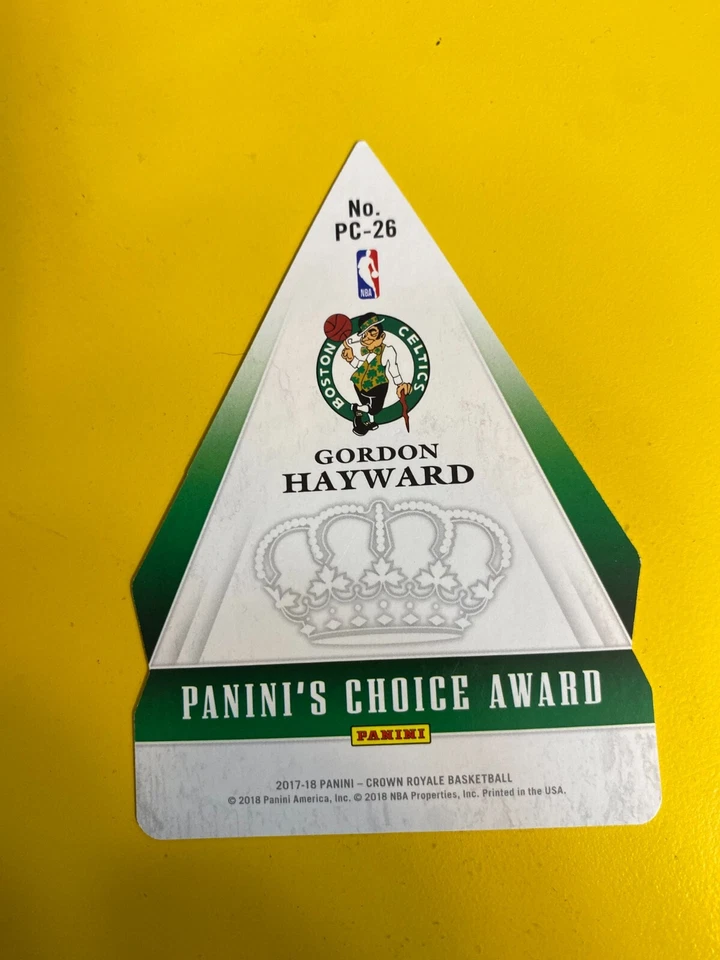 No.
PC-26
NBA
BOSTON CELTICS
GORDON
HAYWARD
PANINI'S CHOICE AWARD
PANINI
2017-18 PANINI – CROWN ROYALE BASKETBALL
© 2018 Panini America, Inc. © 2018 NBA Properties, Inc. Printed in the USA.